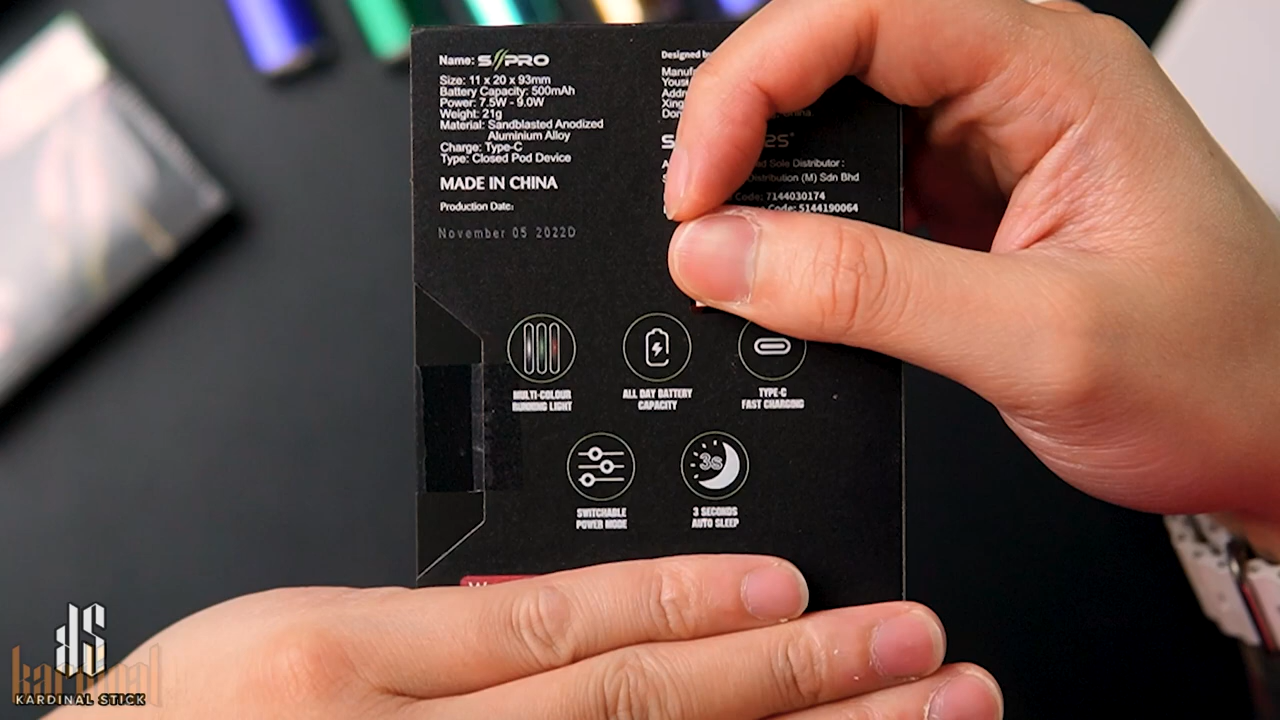 Name: S//PRO
Size: 11 x 20 x 93mm
Battery Capacity: 500mAh
Power: 7.5W - 9.0W
Weight: 21g
Material: Sandblasted Anodized
Aluminium Alloy
Charge: Type-C
Type: Closed Pod Device
MADE IN CHINA
Production Date:
November 05 2022D
Designed by
Sole Distributor :
(M) Sdn Bhd
Code: 7144030174
Code: 5144190064
MULTI-COLOUR
RUNNING LIGHT
ALL DAY BATTERY
CAPACITY
TYPE-C
FAST CHARGING
SWITCHABLE
POWER MODE
3s
3 SECONDS
AUTO SLEEP
KS
kardinal
KARDINAL STICK